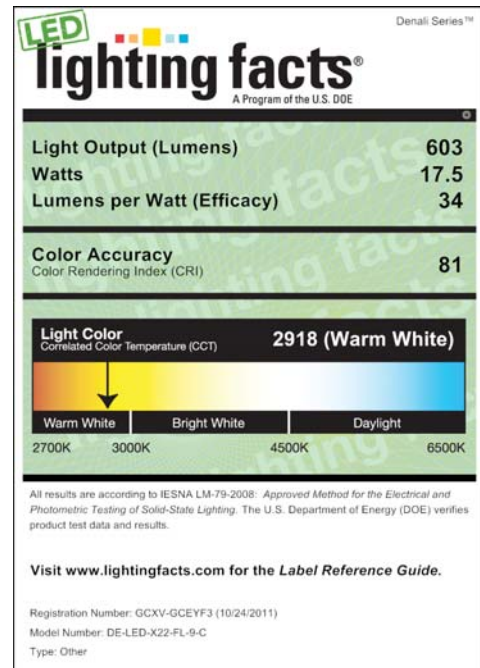 Denali Series™
LED
lighting facts®
A Program of the U.S. DOE
Light Output (Lumens) 603
Watts 17.5
Lumens per Watt (Efficacy) 34
Color Accuracy
Color Rendering Index (CRI) 81
Light Color
Correlated Color Temperature (CCT) 2918 (Warm White)
Warm White Bright White Daylight
2700K 3000K 4500K 6500K
All results are according to IESNA LM-79-2008: Approved Method for the Electrical and
Photometric Testing of Solid-State Lighting. The U.S. Department of Energy (DOE) verifies
product test data and results.
Visit www.lightingfacts.com for the Label Reference Guide.
Registration Number: GCXV-GCEYF3 (10/24/2011)
Model Number: DE-LED-X22-FL-9-C
Type: Other